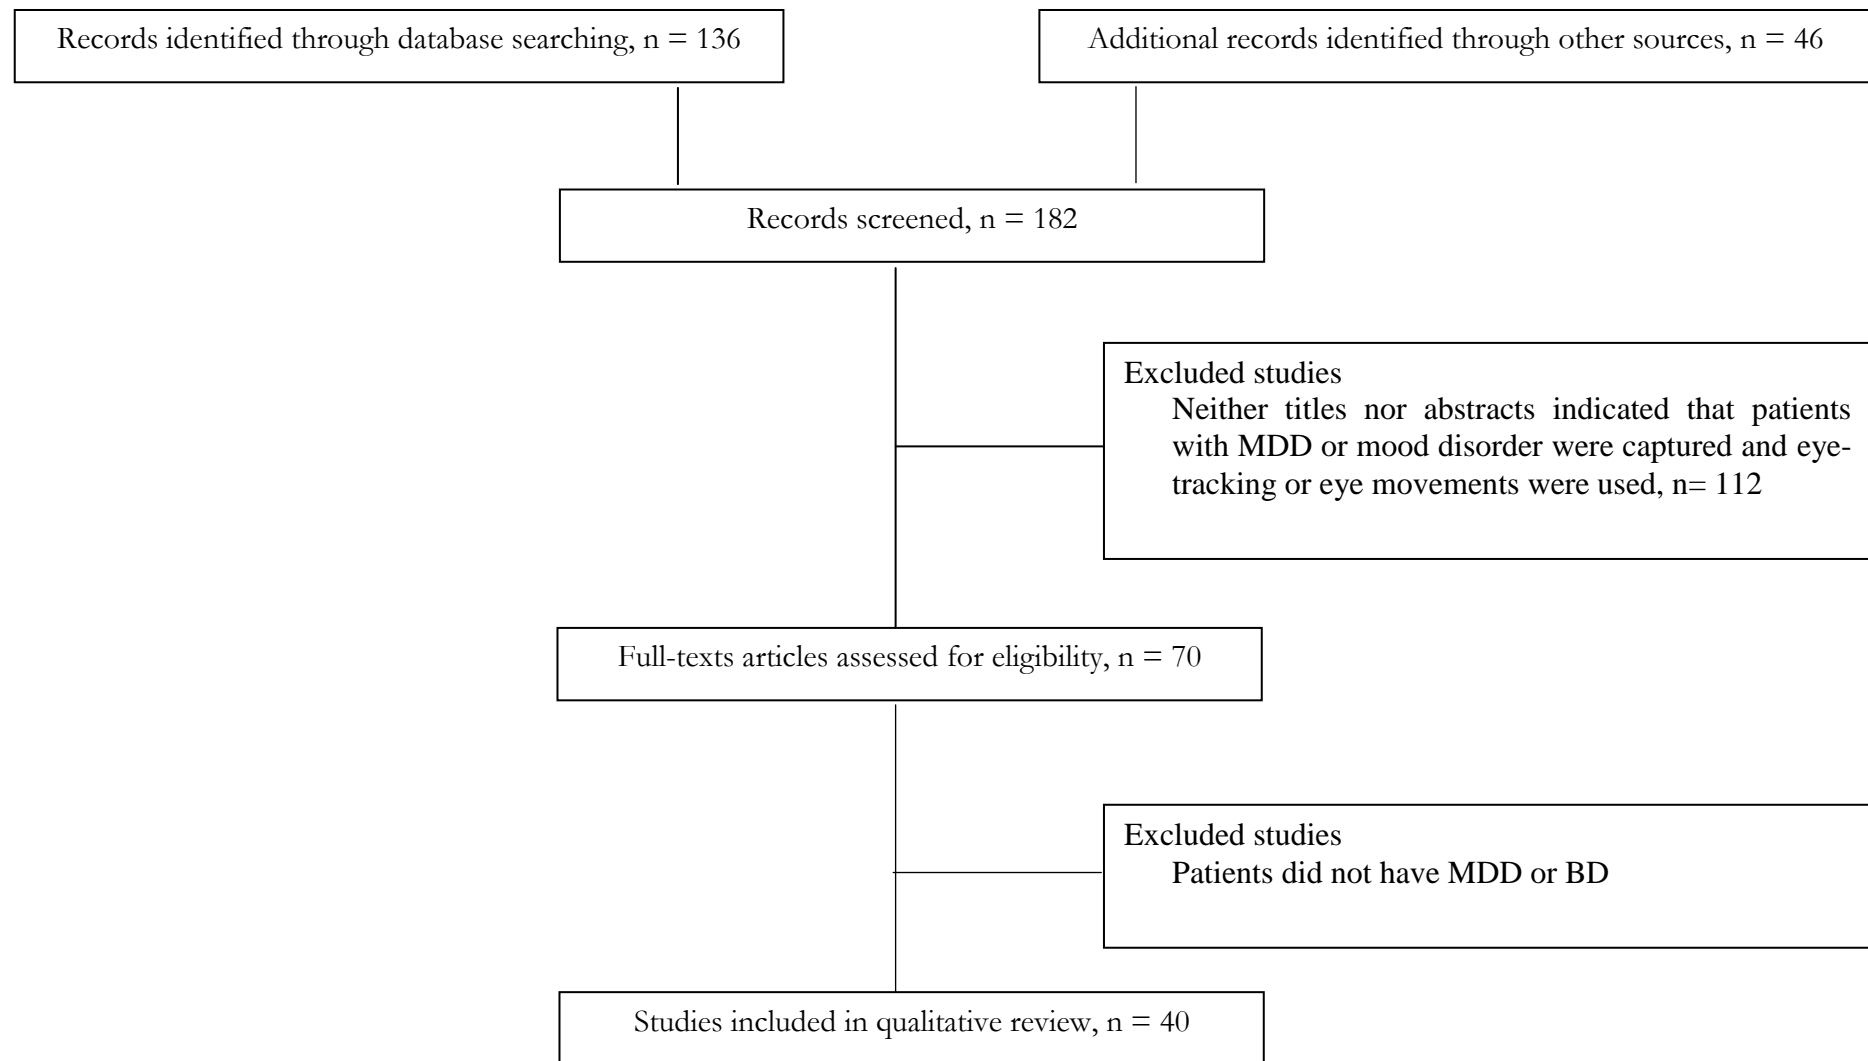 Records identified through database searching, n = 136
Additional records identified through other sources, n = 46
Records screened, n = 182
Excluded studies
Neither titles nor abstracts indicated that patients
with MDD or mood disorder were captured and eye-
tracking or eye movements were used, n= 112
Full-texts articles assessed for eligibility, n = 70
Excluded studies
Patients did not have MDD or BD
Studies included in qualitative review, n = 40